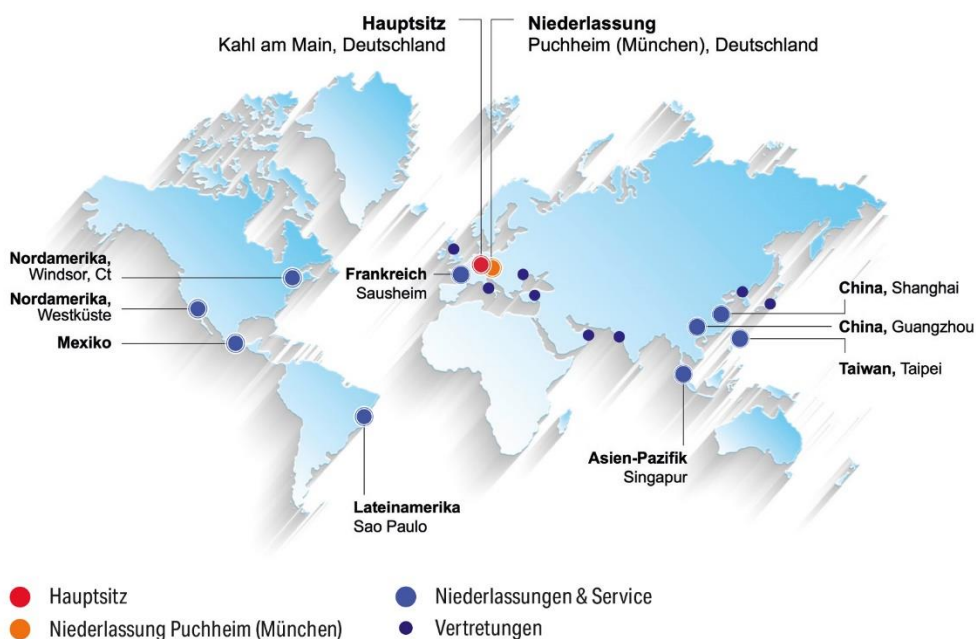 Hauptsitz
Kahl am Main, Deutschland
Niederlassung
Puchheim (München), Deutschland
Nordamerika,
Windsor, Ct
Nordamerika,
Westküste
Mexiko
Frankreich
Sausheim
China, Shanghai
China, Guangzhou
Taiwan, Taipei
Asien-Pazifik
Singapur
Lateinamerika
Sao Paulo
Hauptsitz
Niederlassungen & Service
Niederlassung Puchheim (München)
Vertretungen